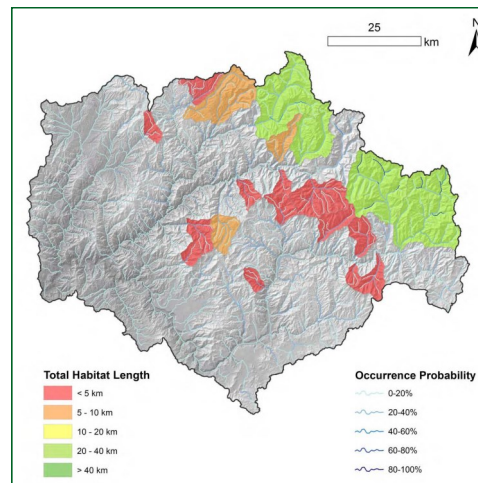 25
km
N
Total Habitat Length
< 5 km
5 - 10 km
10 - 20 km
20 - 40 km
> 40 km
Occurrence Probability
0-20%
20-40%
40-60%
60-80%
80-100%